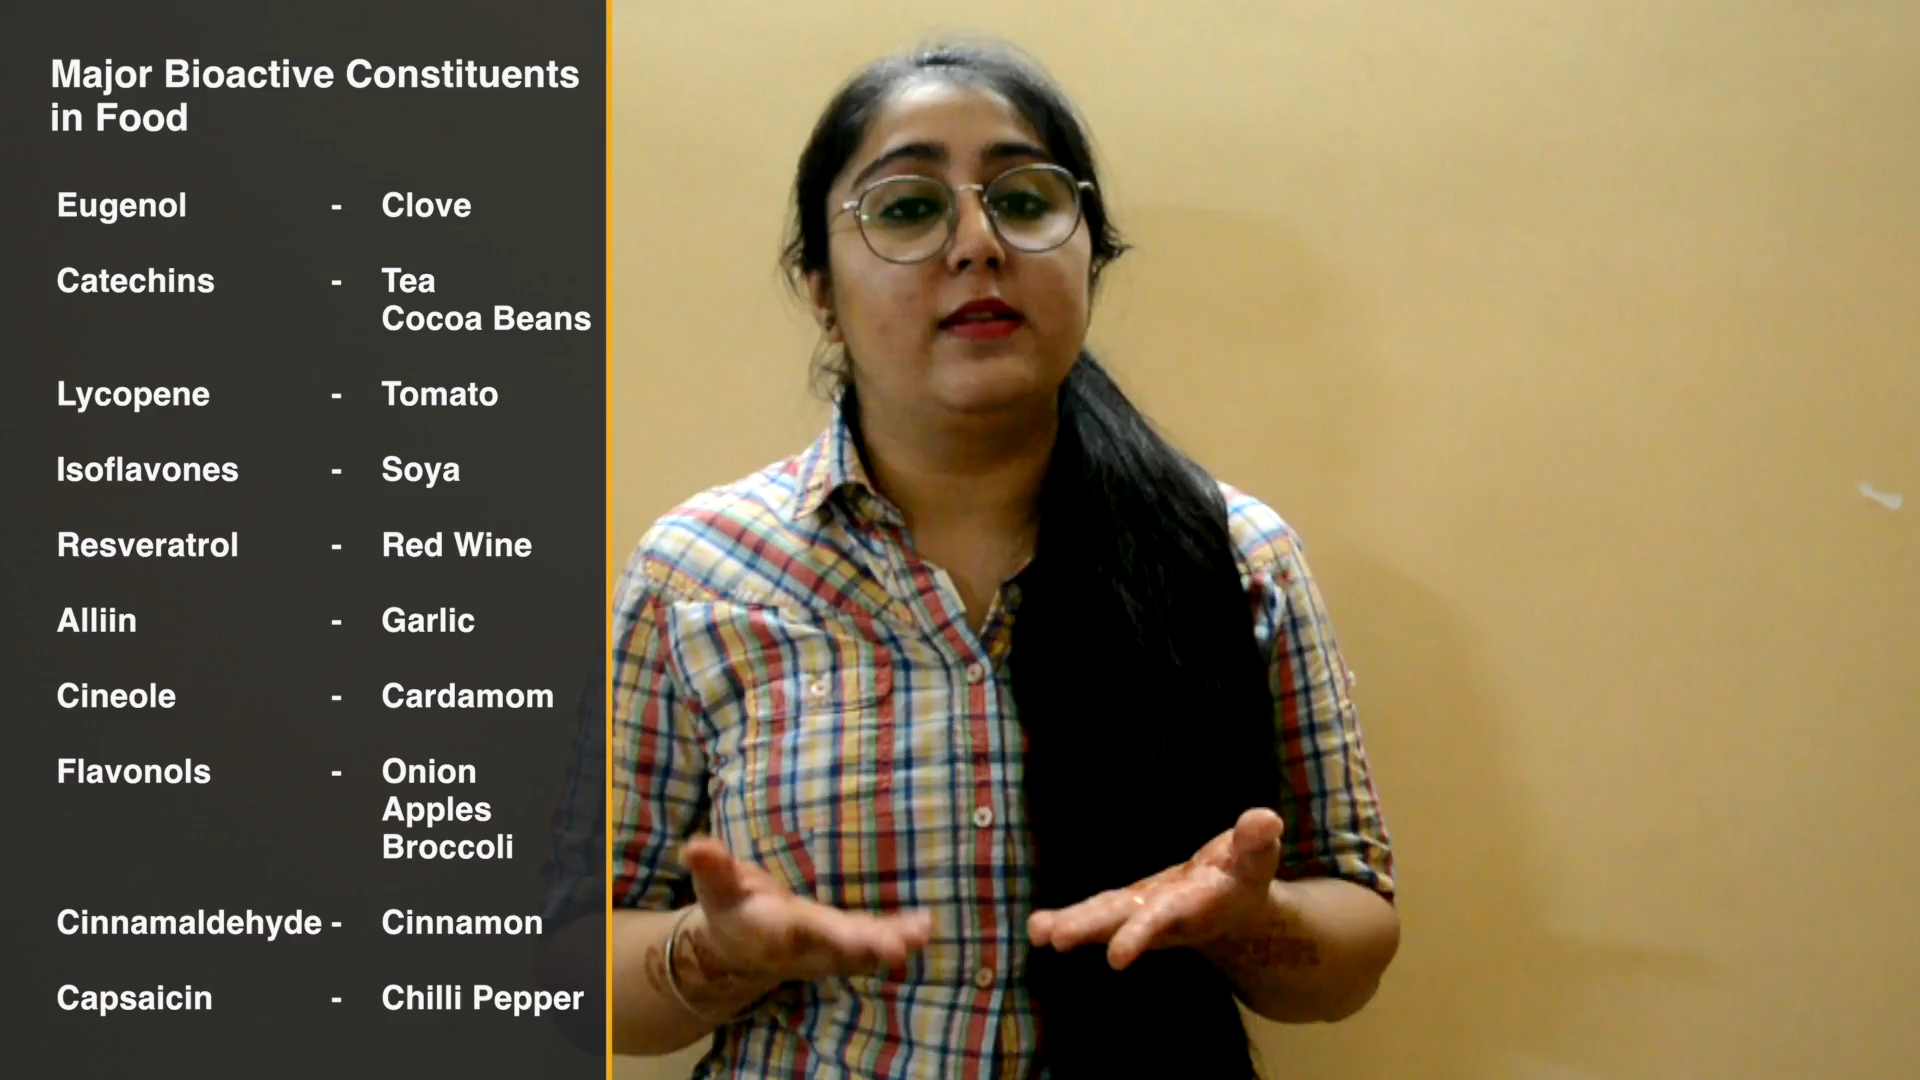 Major Bioactive Constituents
in Food
Eugenol - Clove
Catechins - Tea
Cocoa Beans
Lycopene - Tomato
Isoflavones - Soya
Resveratrol - Red Wine
Alliin - Garlic
Cineole - Cardamom
Flavonols - Onion
Apples
Broccoli
Cinnamaldehyde - Cinnamon
Capsaicin - Chilli Pepper